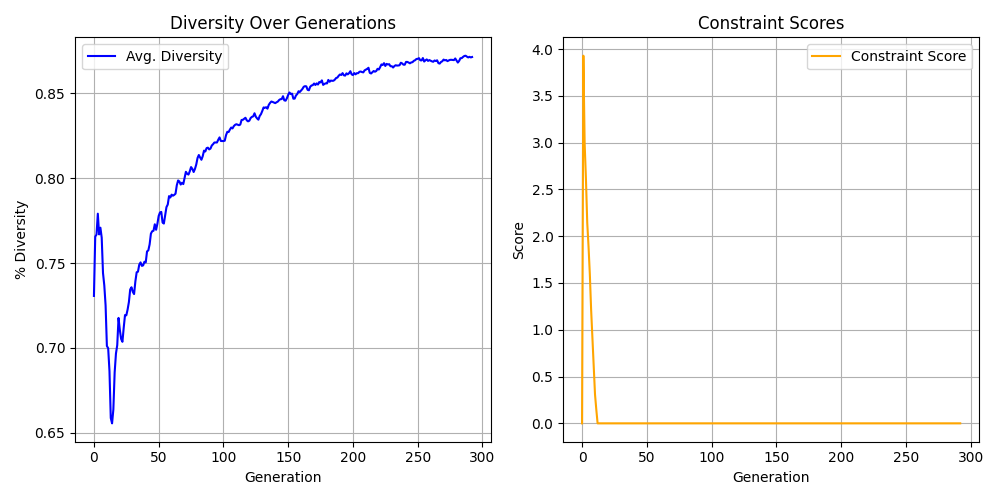 Diversity Over Generations
Avg. Diversity
% Diversity
0.85
0.80
0.75
0.70
0.65
0 50 100 150 200 250 300
Generation
Constraint Scores
Constraint Score
Score
4.0
3.5
3.0
2.5
2.0
1.5
1.0
0.5
0.0
0 50 100 150 200 250 300
Generation